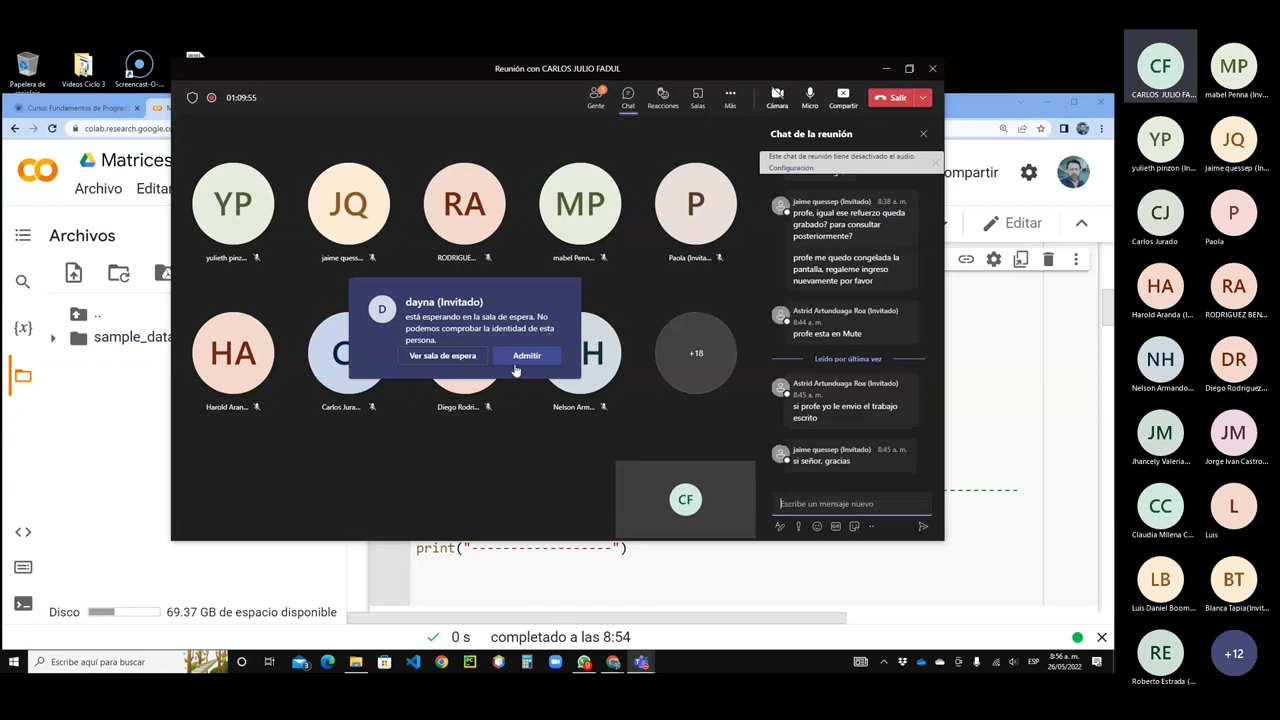 Papelera de
reciclaje
Videos Ciclo 3
Screencast-O-...
Curso: Fundamentos de Program
colab.research.google.co
Matrices
Archivo
Editar
Archivos
{x}
..
sample_data
Disco
69.37 GB de espacio disponible
Compartir
Editar
print("-------------------")
0 s
completado a las 8:54
Reunión con CARLOS JULIO FADUL
01:09:55
1
Gente
Chat
Reacciones
Salas
Más
Cámara
Micro
Compartir
Salir
YP
yulieth pinz...
JQ
jaime quess...
RA
RODRIGUE...
MP
mabel Penn...
P
Paola (Invita...
HA
Harold Aran...
Carlos Jura...
Diego Rodri...
H
Nelson Arm...
+18
CF
D
dayna (Invitado)
está esperando en la sala de espera. No
podemos comprobar la identidad de esta
persona.
Ver sala de espera
Admitir
Chat de la reunión
Este chat de reunión tiene desactivado el audio.
Configuración
jaime quessep (Invitado) 8:38 a. m.
profe, igual ese refuerzo queda
grabado? para consultar
posteriormente?
profe me quedo congelada la
pantalla, regaleme ingreso
nuevamente por favor
Astrid Artunduaga Roa (Invitado)
8:44 a. m.
profe esta en Mute
Leído por última vez
Astrid Artunduaga Roa (Invitado)
8:45 a. m.
si profe yo le envio el trabajo
escrito
jaime quessep (Invitado) 8:45 a. m.
si señor, gracias
Escribe un mensaje nuevo
Escribe aquí para buscar
ESP
8:56 a. m.
26/05/2022
CF
CARLOS JULIO FA...
MP
mabel Penna (Inv...
YP
yulieth pinzon (In...
JQ
jaime quessep (In...
CJ
Carlos Jurado
P
Paola
HA
Harold Aranda (I...
RA
RODRIGUEZ BEN...
NH
Nelson Armando...
DR
Diego Rodriguez...
JM
Jhancely Valeria...
JM
Jorge Ivan Castro...
CC
Claudia MIlena C...
L
Luis
LB
Luis Daniel Boom...
BT
Blanca Tapia(Invit...
RE
Roberto Estrada (...
+12